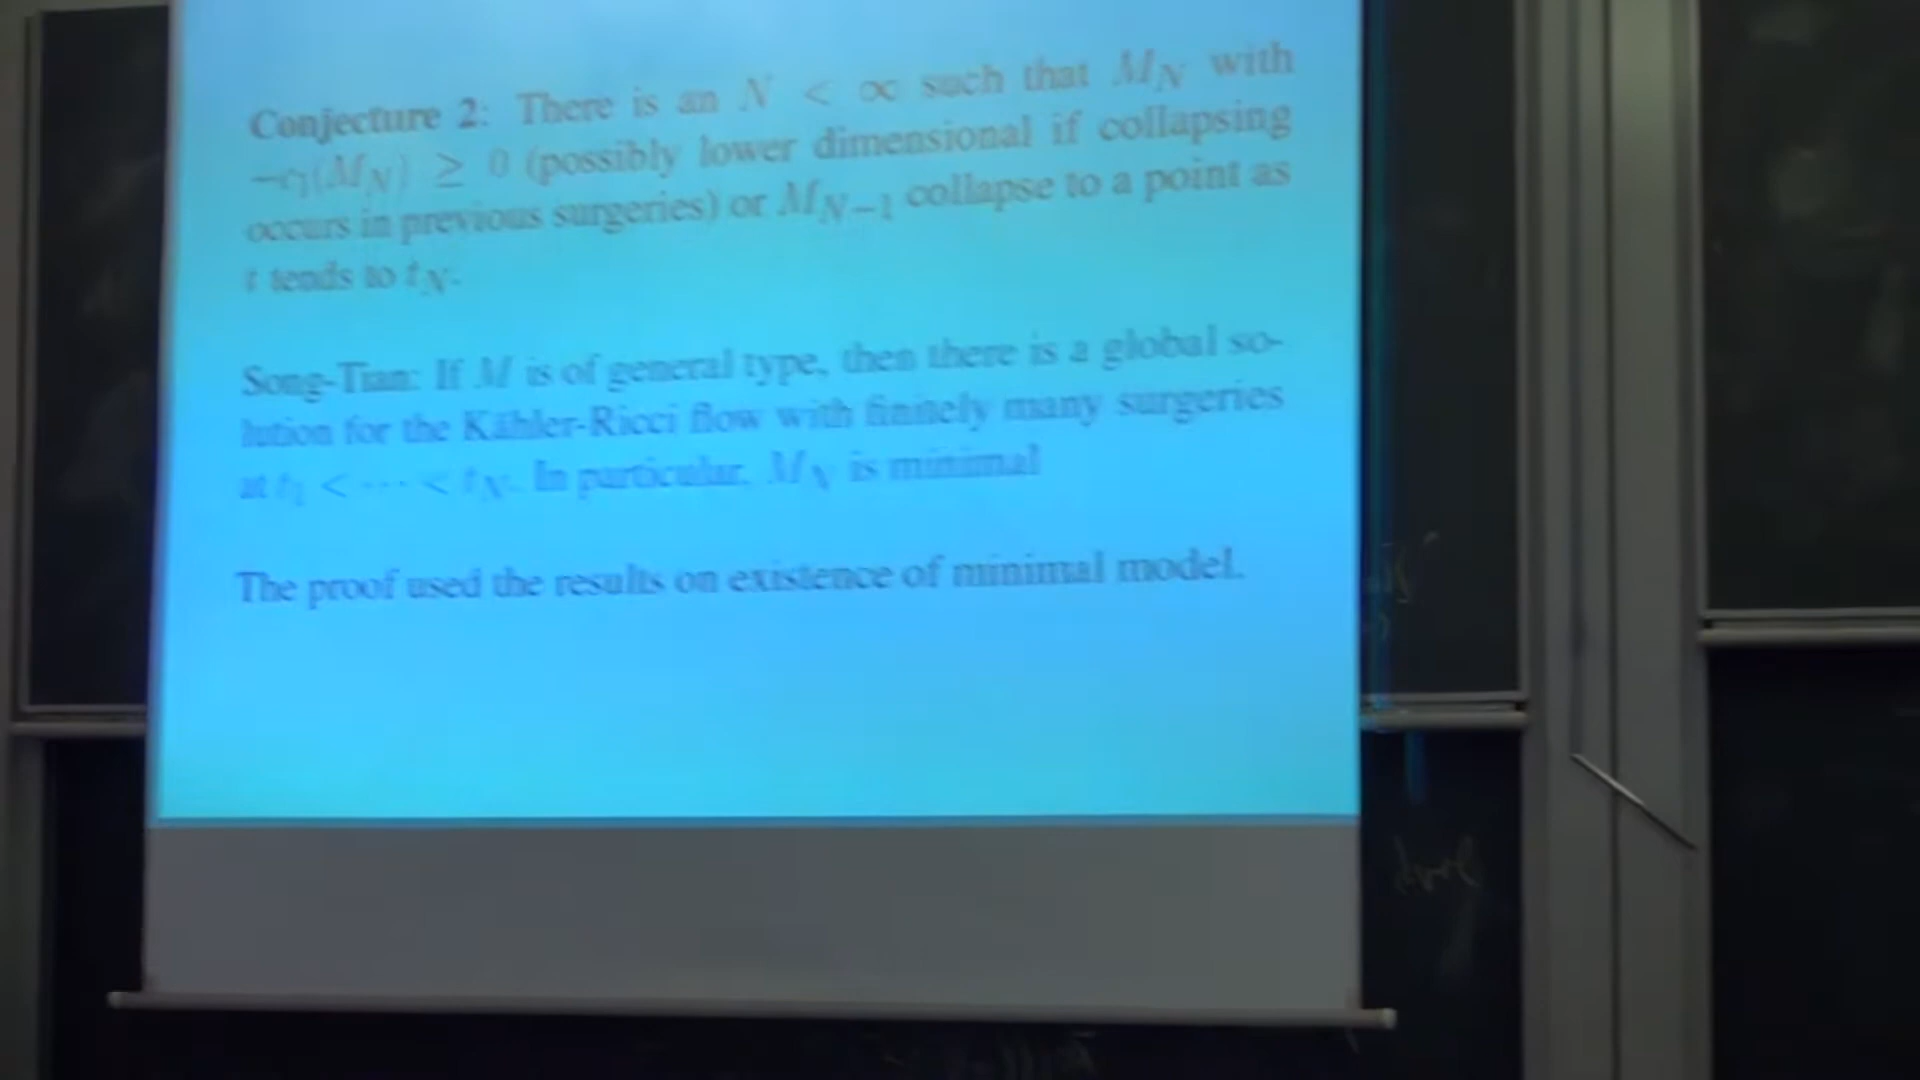 Conjecture 2: There is an N < ∞ such that M_N with
−c_1(M_N) ≥ 0 (possibly lower dimensional if collapsing
occurs in previous surgeries) or M_{N−1} collapse to a point as
t tends to t_N.
Song-Tian: If M is of general type, then there is a global so-
lution for the Kähler-Ricci flow with finitely many surgeries
at t_1 < ··· < t_N. In particular, M_N is minimal
The proof used the results on existence of minimal model.